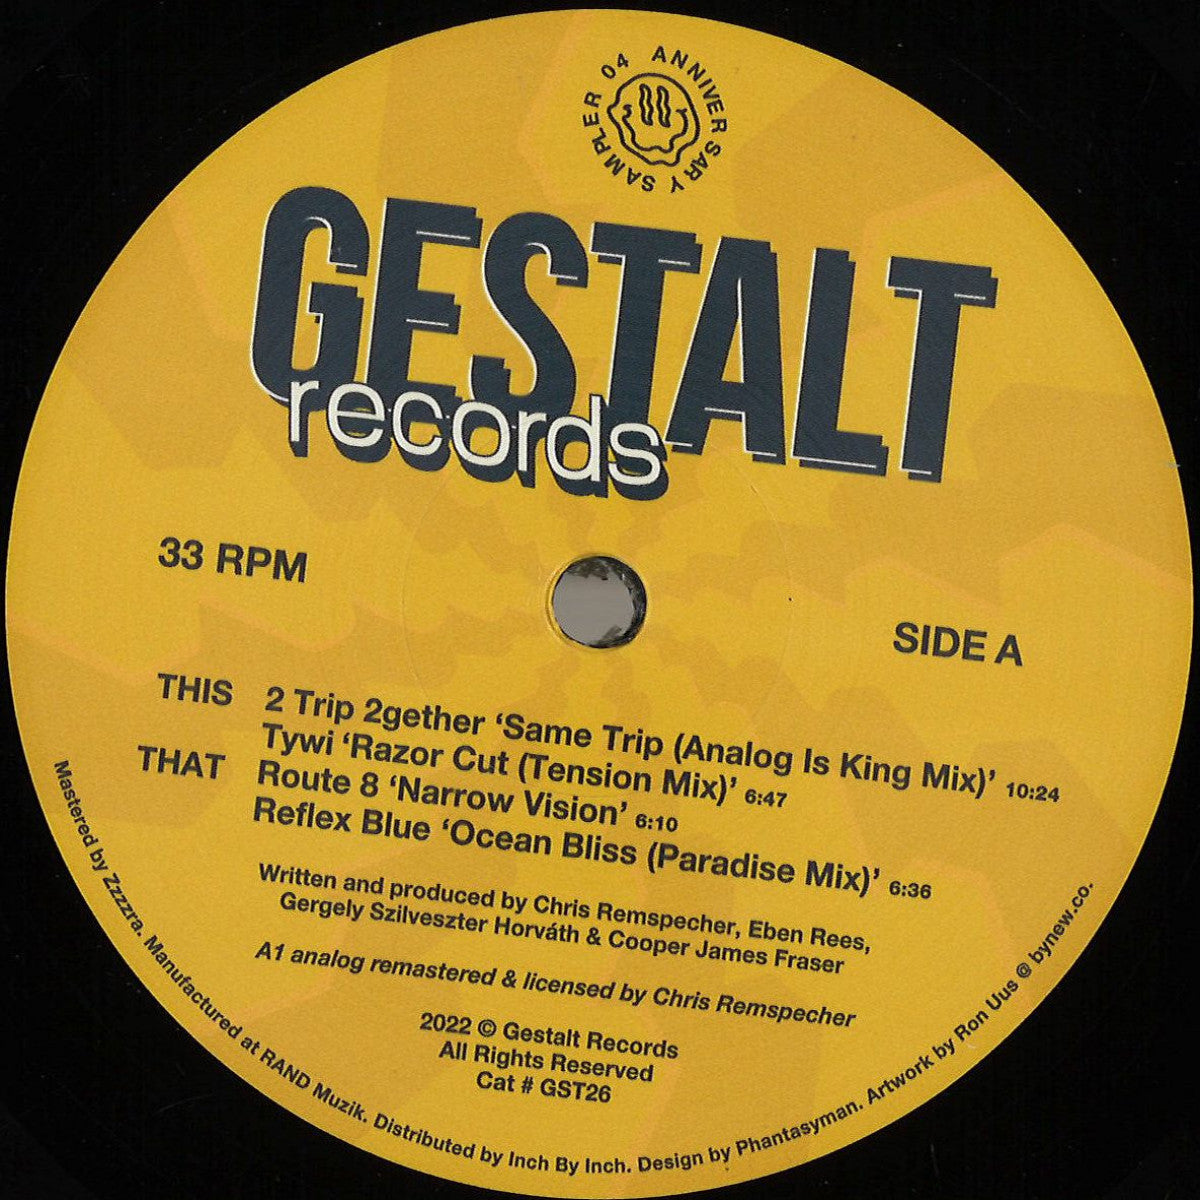 ANNIVERSARY SAMPLER 04
GESTALT
records
33 RPM
SIDE A
THIS 2 Trip 2gether ‘Same Trip (Analog Is King Mix)’ 10:24
Tywi ‘Razor Cut (Tension Mix)’ 6:47
THAT Route 8 ‘Narrow Vision’ 6:10
Reflex Blue ‘Ocean Bliss (Paradise Mix)’ 6:36
Written and produced by Chris Remspecher, Eben Rees,
Gergely Szilveszter Horváth & Cooper James Fraser
A1 analog remastered & licensed by Chris Remspecher
2022 © Gestalt Records
All Rights Reserved
Cat # GST26
Mastered by Zzzzra. Manufactured at RAND Muzik. Distributed by Inch By Inch. Design by Phantasyman. Artwork by Ron Uus @ bynew.co.